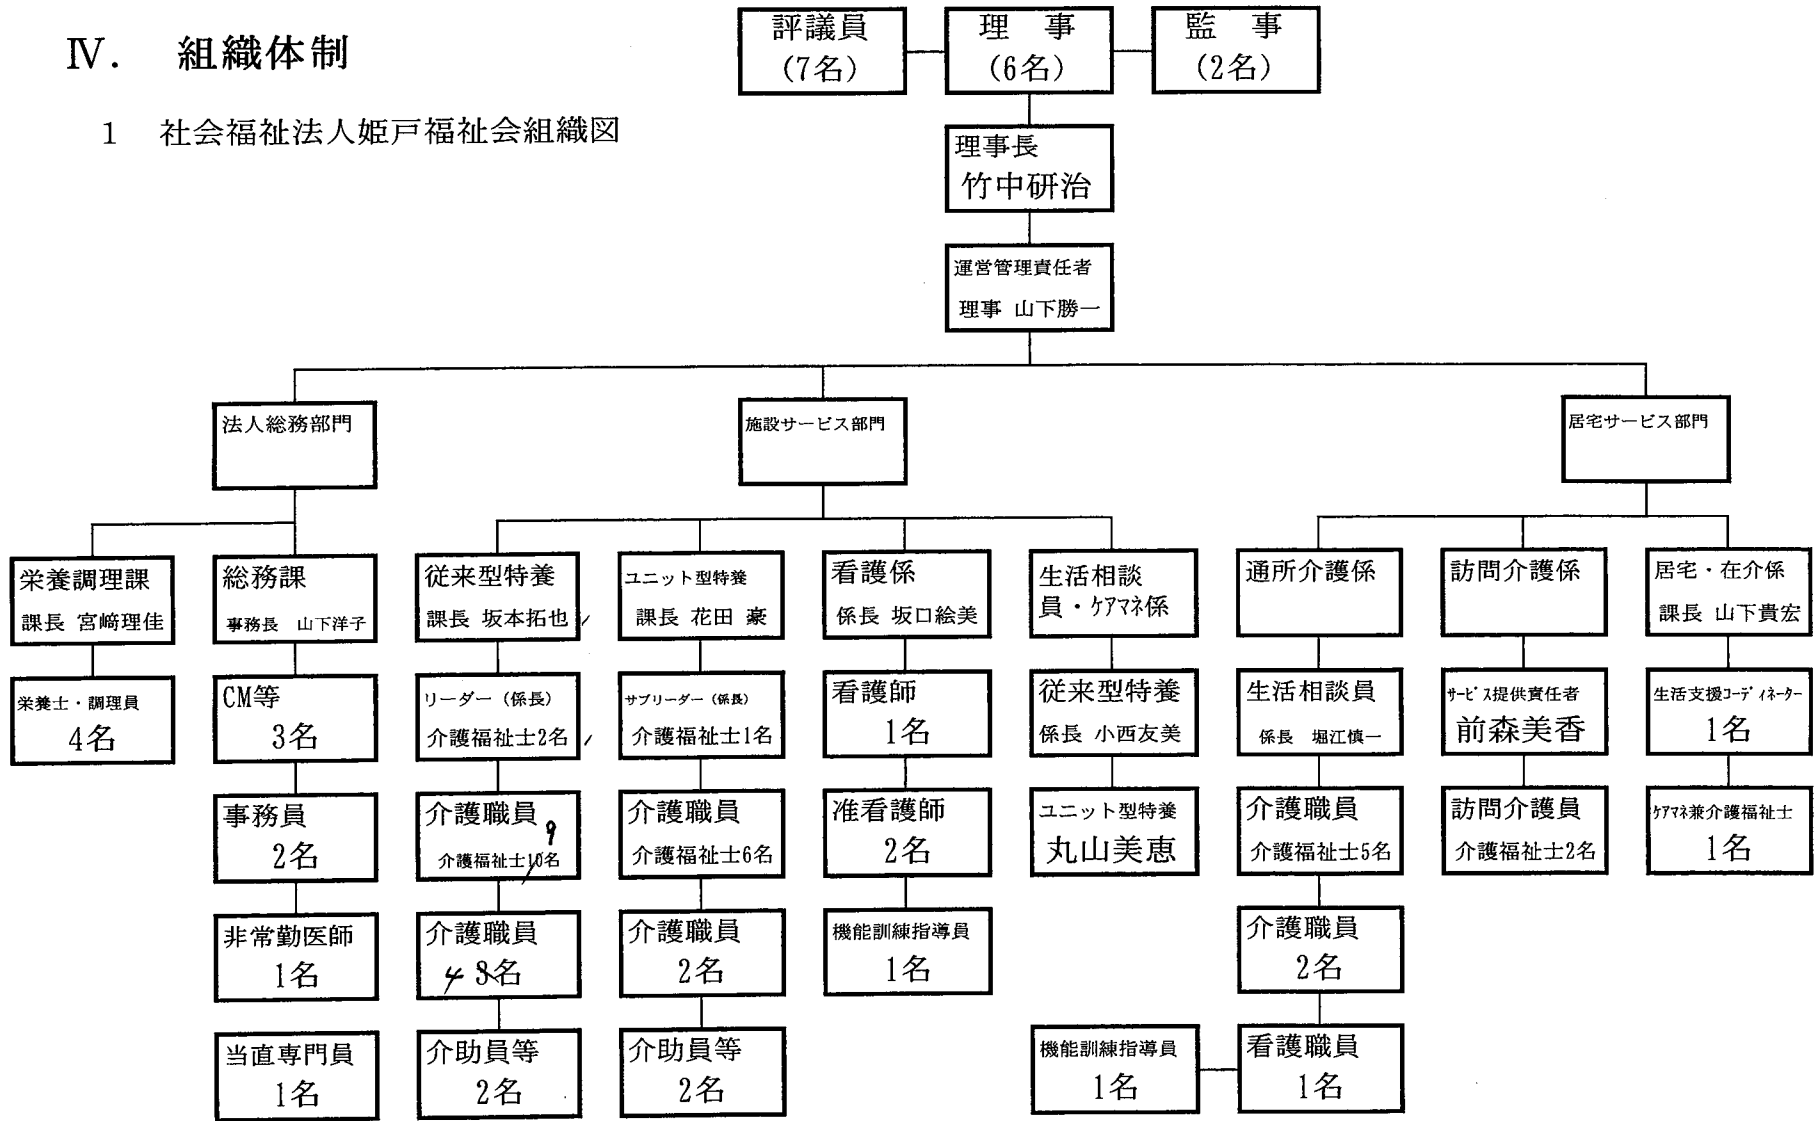 Ⅳ. 組織体制
1 社会福祉法人姫戸福祉会組織図
評議員
(7名)
理 事
(6名)
監 事
(2名)
理事長
竹中研治
運営管理責任者
理事 山下勝一
法人総務部門
施設サービス部門
居宅サービス部門
栄養調理課
課長 宮﨑理佳
栄養士・調理員
4名
総務課
事務長 山下洋子
CM等
3名
事務員
2名
非常勤医師
1名
当直専門員
1名
従来型特養
課長 坂本拓也
リーダー（係長）
介護福祉士2名
介護職員
9
介護福祉士10名
介護職員
4 3名
介助員等
2名
ユニット型特養
課長 花田 豪
サブリーダー（係長）
介護福祉士1名
介護職員
介護福祉士6名
介護職員
2名
介助員等
2名
看護係
係長 坂口絵美
看護師
1名
准看護師
2名
機能訓練指導員
1名
生活相談
員・ｹｱﾏﾈ係
従来型特養
係長 小西友美
ユニット型特養
丸山美恵
通所介護係
生活相談員
係長 堀江慎一
介護職員
介護福祉士5名
介護職員
2名
看護職員
1名
機能訓練指導員
1名
訪問介護係
ｻｰﾋﾞｽ提供責任者
前森美香
訪問介護員
介護福祉士2名
居宅・在介係
課長 山下貴宏
生活支援ｺｰﾃﾞｨﾈｰﾀｰ
1名
ｹｱﾏﾈ兼介護福祉士
1名